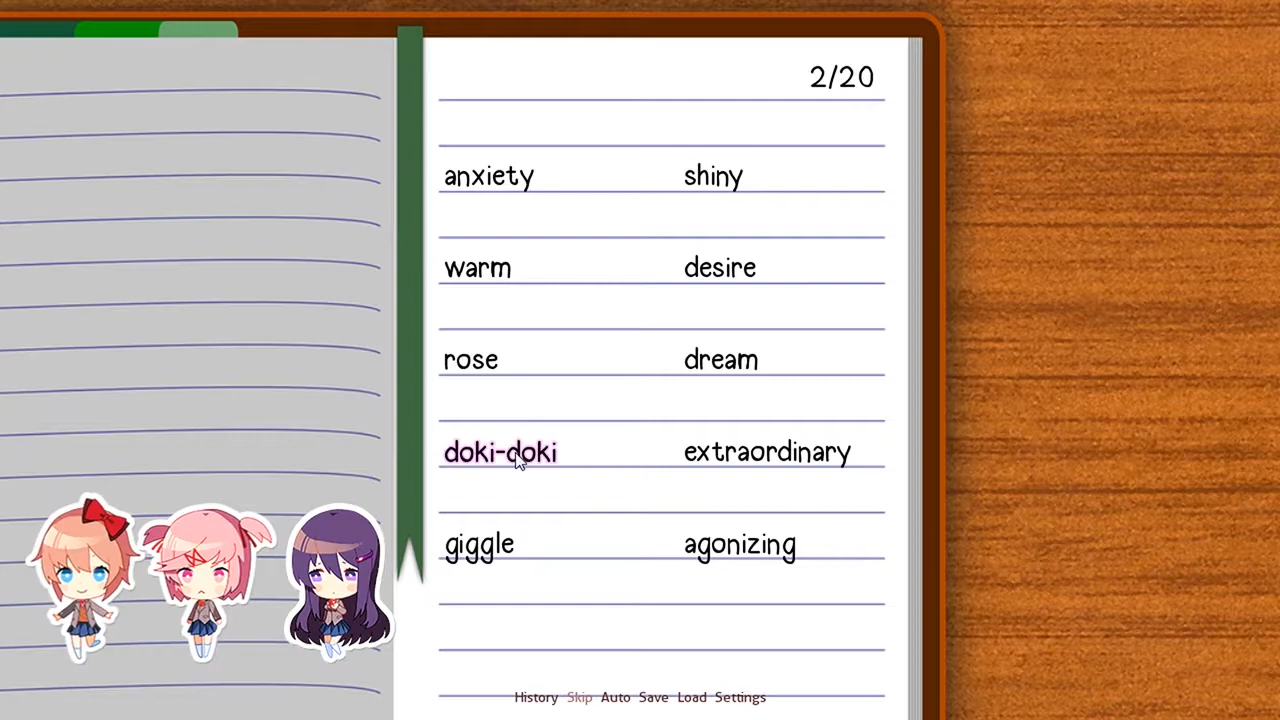 2/20
anxiety shiny
warm desire
rose dream
doki-doki extraordinary
giggle agonizing
History Skip Auto Save Load Settings